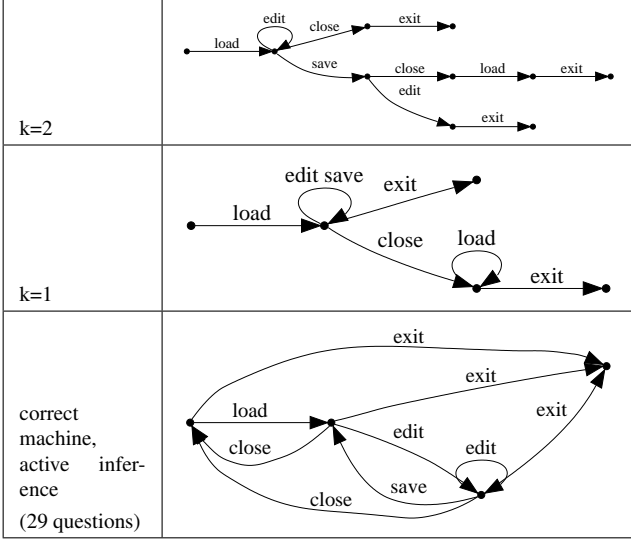 edit
close
exit
load
save
close
load
exit
edit
exit
k=2
edit save
exit
load
close
load
exit
k=1
exit
exit
load
edit
exit
close
edit
save
close
correct
machine,
active infer-
ence
(29 questions)